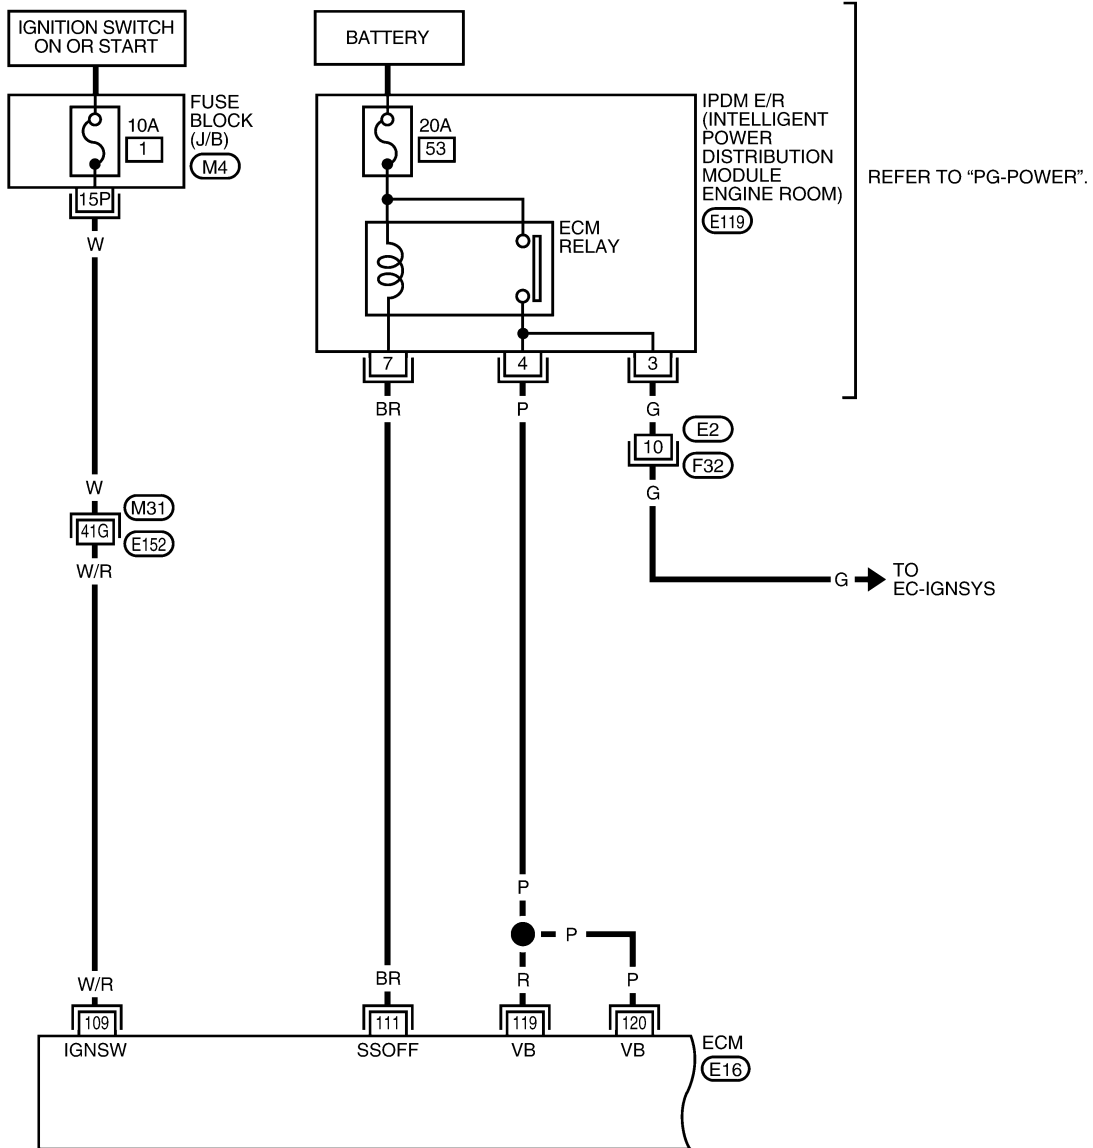 IGNITION SWITCH
ON OR START
BATTERY
FUSE
BLOCK
(J/B)
M4
10A
1
15P
20A
53
IPDM E/R
(INTELLIGENT
POWER
DISTRIBUTION
MODULE
ENGINE ROOM)
E119
REFER TO “PG-POWER”.
ECM
RELAY
7
4
3
W
BR
P
G
E2
10
F32
G
W
M31
41G
E152
W/R
G
TO
EC-IGNSYS
P
P
W/R
BR
R
P
109
111
119
120
IGNSW
SSOFF
VB
VB
ECM
E16